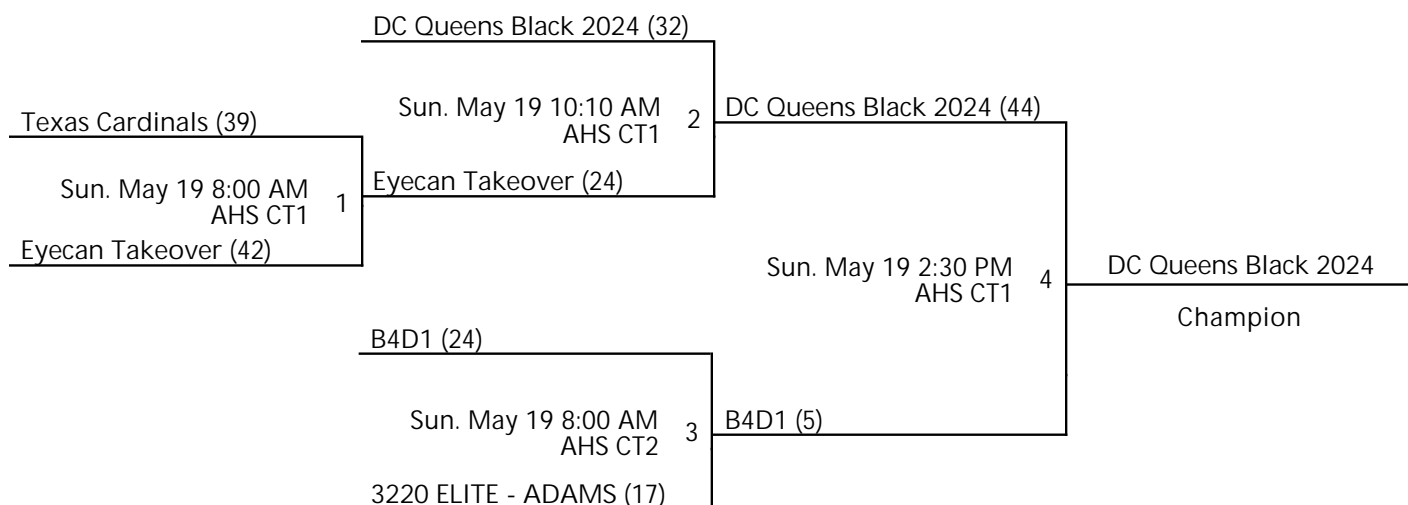 DC Queens Black 2024 (32)
Sun. May 19 10:10 AM
AHS CT1
2
DC Queens Black 2024 (44)
Texas Cardinals (39)
Sun. May 19 8:00 AM
AHS CT1
1
Eyecan Takeover (24)
Eyecan Takeover (42)
Sun. May 19 2:30 PM
AHS CT1
4
DC Queens Black 2024
Champion
B4D1 (24)
Sun. May 19 8:00 AM
AHS CT2
3
B4D1 (5)
3220 ELITE - ADAMS (17)